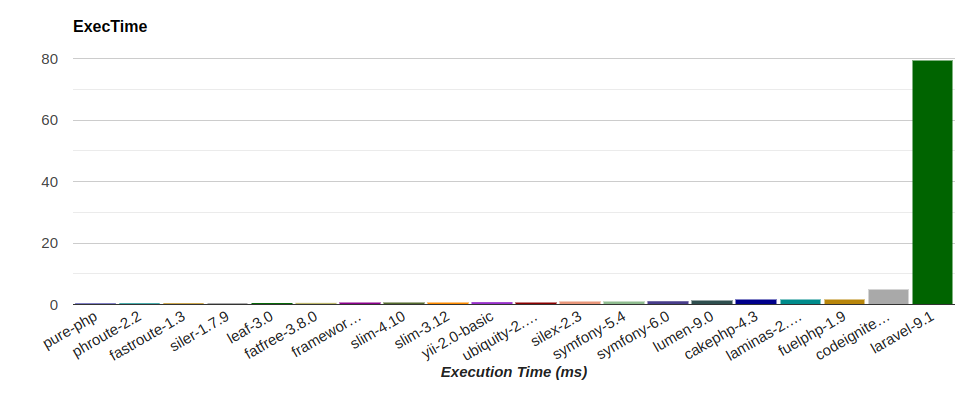 ExecTime
80
60
40
20
0
pure-php
phroute-2.2
fastroute-1.3
siler-1.7.9
leaf-3.0
fatfree-3.8.0
framewor…
slim-4.10
slim-3.12
yii-2.0-basic
ubiquity-2.…
silex-2.3
symfony-5.4
symfony-6.0
lumen-9.0
cakephp-4.3
laminas-2.…
fuelphp-1.9
codeignite…
laravel-9.1
Execution Time (ms)